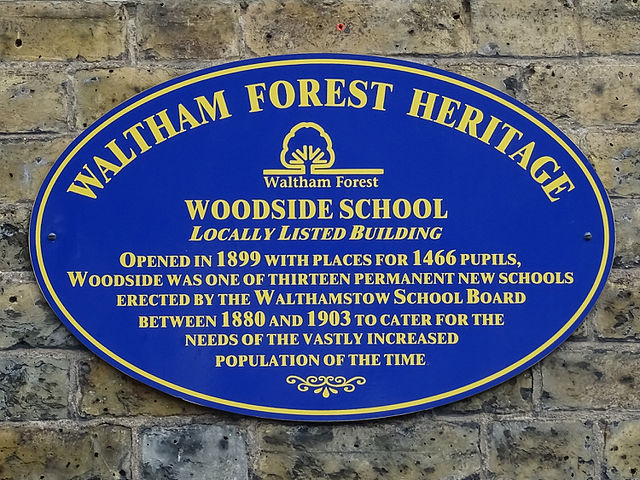 WALTHAM FOREST HERITAGE
Waltham Forest
WOODSIDE SCHOOL
LOCALLY LISTED BUILDING
OPENED IN 1899 WITH PLACES FOR 1466 PUPILS,
WOODSIDE WAS ONE OF THIRTEEN PERMANENT NEW SCHOOLS
ERECTED BY THE WALTHAMSTOW SCHOOL BOARD
BETWEEN 1880 AND 1903 TO CATER FOR THE
NEEDS OF THE VASTLY INCREASED
POPULATION OF THE TIME